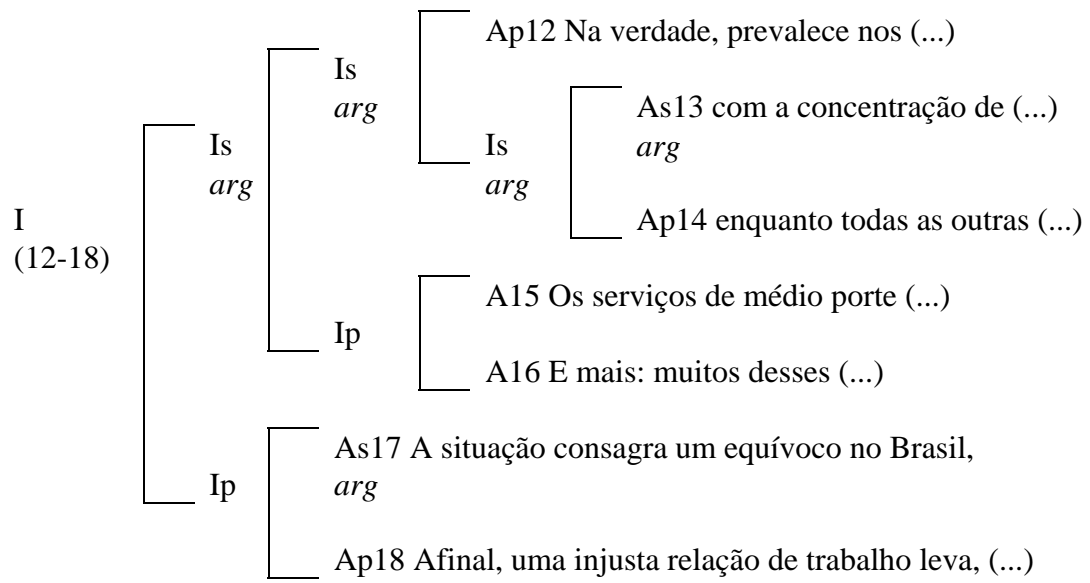 Ap12 Na verdade, prevalece nos (...)
Is
arg
As13 com a concentração de (...)
arg
Is
arg
Is
arg
Ap14 enquanto todas as outras (...)
I
(12-18)
A15 Os serviços de médio porte (...)
Ip
A16 E mais: muitos desses (...)
As17 A situação consagra um equívoco no Brasil,
arg
Ip
Ap18 Afinal, uma injusta relação de trabalho leva, (...)